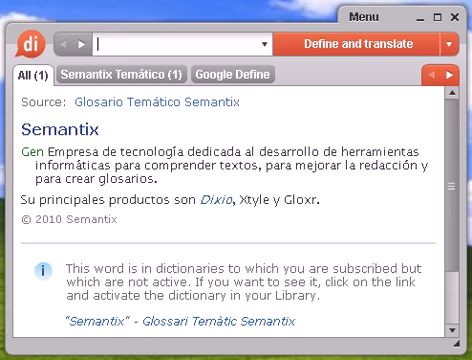 Menu
di
Define and translate
All (1)
Semantix Temático (1)
Google Define
Source: Glosario Temático Semantix
Semantix
Gen Empresa de tecnología dedicada al desarrollo de herramientas
informáticas para comprender textos, para mejorar la redacción y
para crear glosarios.
Su principales productos son Dixio, Xtyle y Gloxr.
© 2010 Semantix
i
This word is in dictionaries to which you are subscribed but
which are not active. If you want to see it, click on the link
and activate the dictionary in your Library.
"Semantix" - Glossari Temàtic Semantix